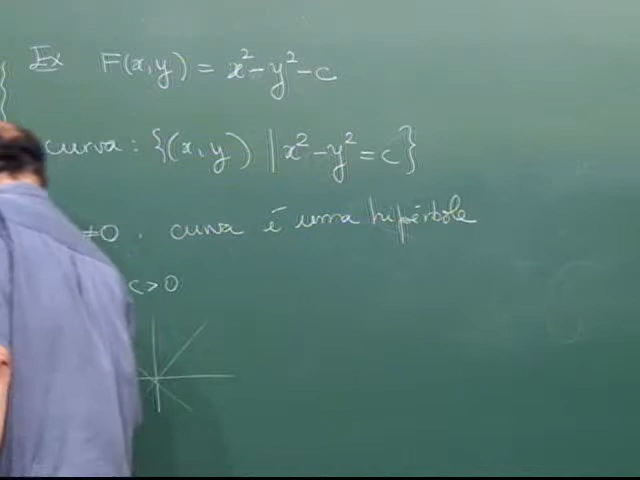 Ex F(x,y) = x² - y² - c
curva : {(x,y) | x² - y² = c}
≠0 . curva é uma hipérbole
c > 0